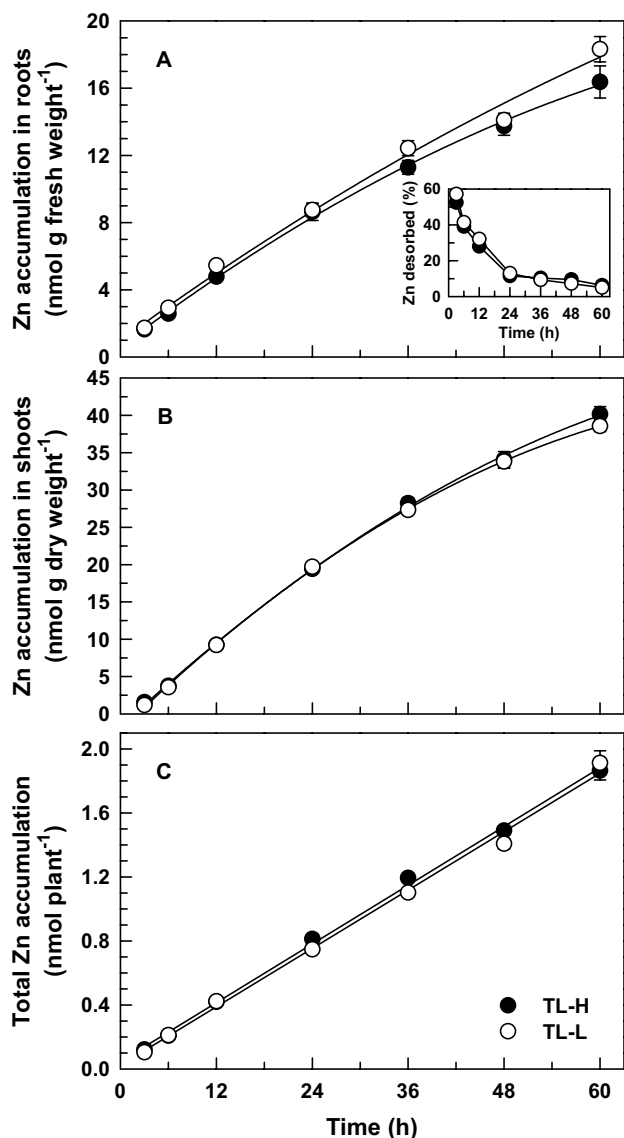 A
Zn accumulation in roots
(nmol g fresh weight⁻¹)
20
16
12
8
4
0
Zn desorbed (%)
60
40
20
0
0 12 24 36 48 60
Time (h)
B
Zn accumulation in shoots
(nmol g dry weight⁻¹)
45
40
35
30
25
20
15
10
5
0
C
Total Zn accumulation
(nmol plant⁻¹)
2.0
1.6
1.2
0.8
0.4
0.0
TL-H
TL-L
0 12 24 36 48 60
Time (h)